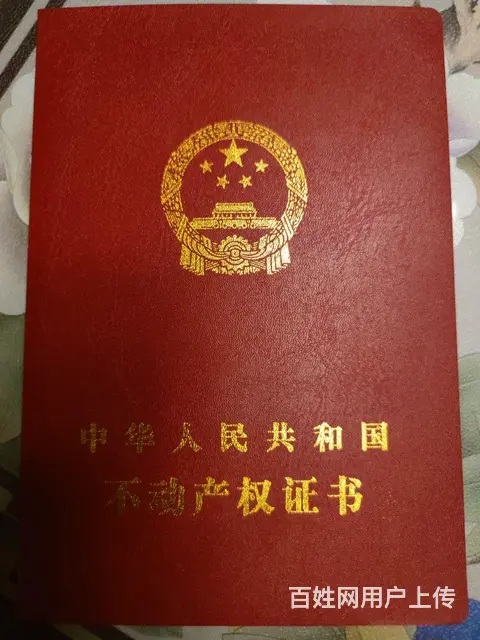 中华人民共和国
不动产权证书
百姓网用户上传